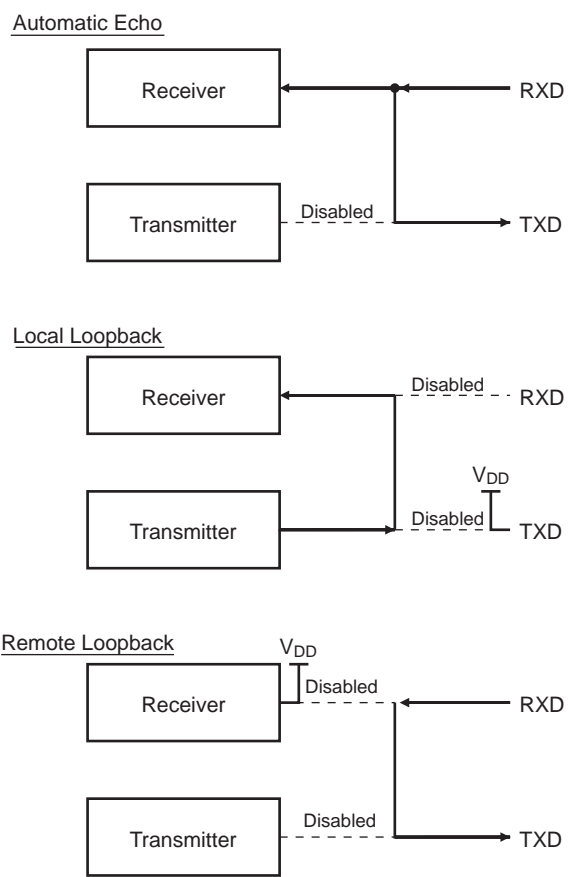 Automatic Echo
Receiver
RXD
Transmitter
Disabled
TXD
Local Loopback
Receiver
Disabled
RXD
VDD
Transmitter
Disabled
TXD
Remote Loopback
VDD
Receiver
Disabled
RXD
Transmitter
Disabled
TXD